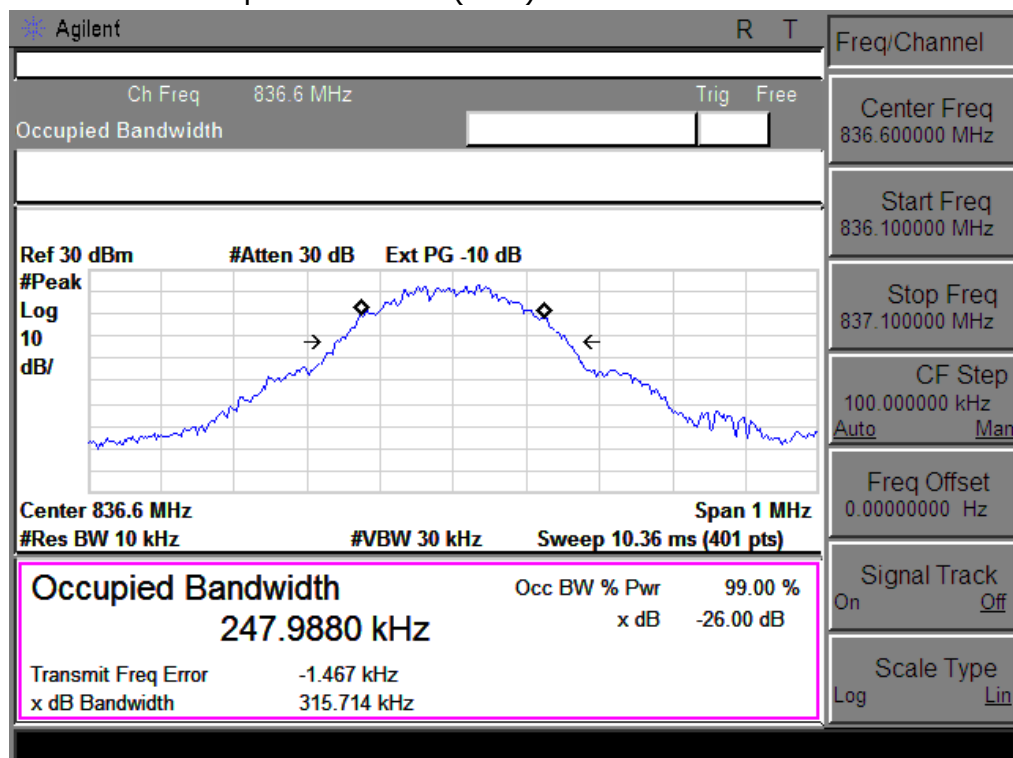 Agilent R T
Ch Freq 836.6 MHz Trig Free
Occupied Bandwidth
Ref 30 dBm #Atten 30 dB Ext PG -10 dB
#Peak
Log
10
dB/
Center 836.6 MHz Span 1 MHz
#Res BW 10 kHz #VBW 30 kHz Sweep 10.36 ms (401 pts)
Occupied Bandwidth
247.9880 kHz
Occ BW % Pwr 99.00 %
x dB -26.00 dB
Transmit Freq Error -1.467 kHz
x dB Bandwidth 315.714 kHz
Freq/Channel
Center Freq
836.600000 MHz
Start Freq
836.100000 MHz
Stop Freq
837.100000 MHz
CF Step
100.000000 kHz
Auto Man
Freq Offset
0.00000000 Hz
Signal Track
On Off
Scale Type
Log Lin